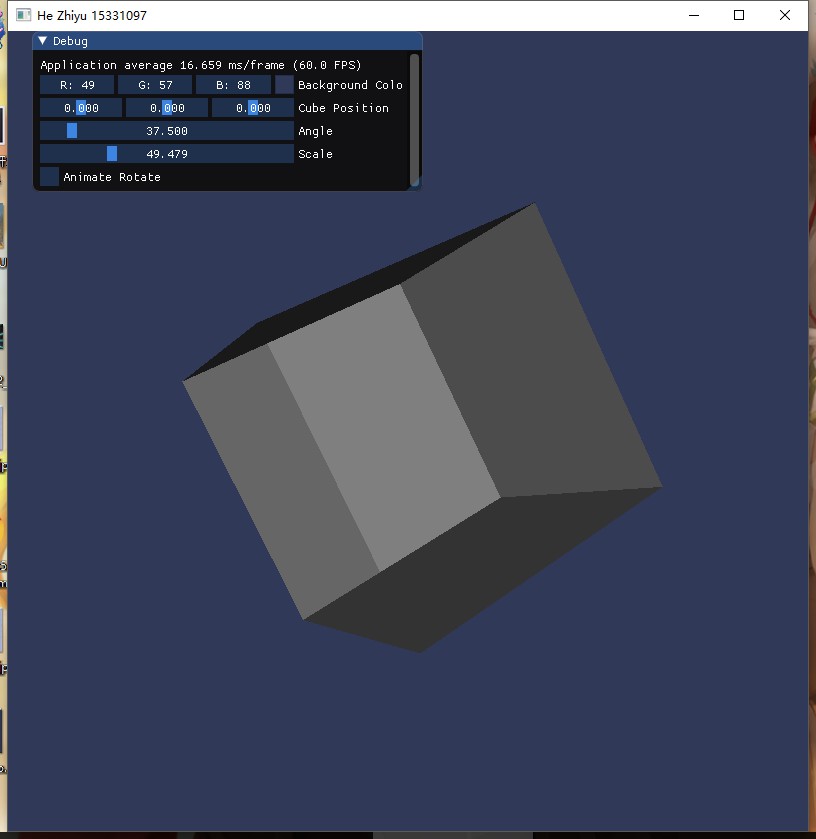 He Zhiyu 15331097
Debug
Application average 16.659 ms/frame (60.0 FPS)
R: 49 G: 57 B: 88 Background Colo
0.000 0.000 0.000 Cube Position
37.500 Angle
49.479 Scale
Animate Rotate